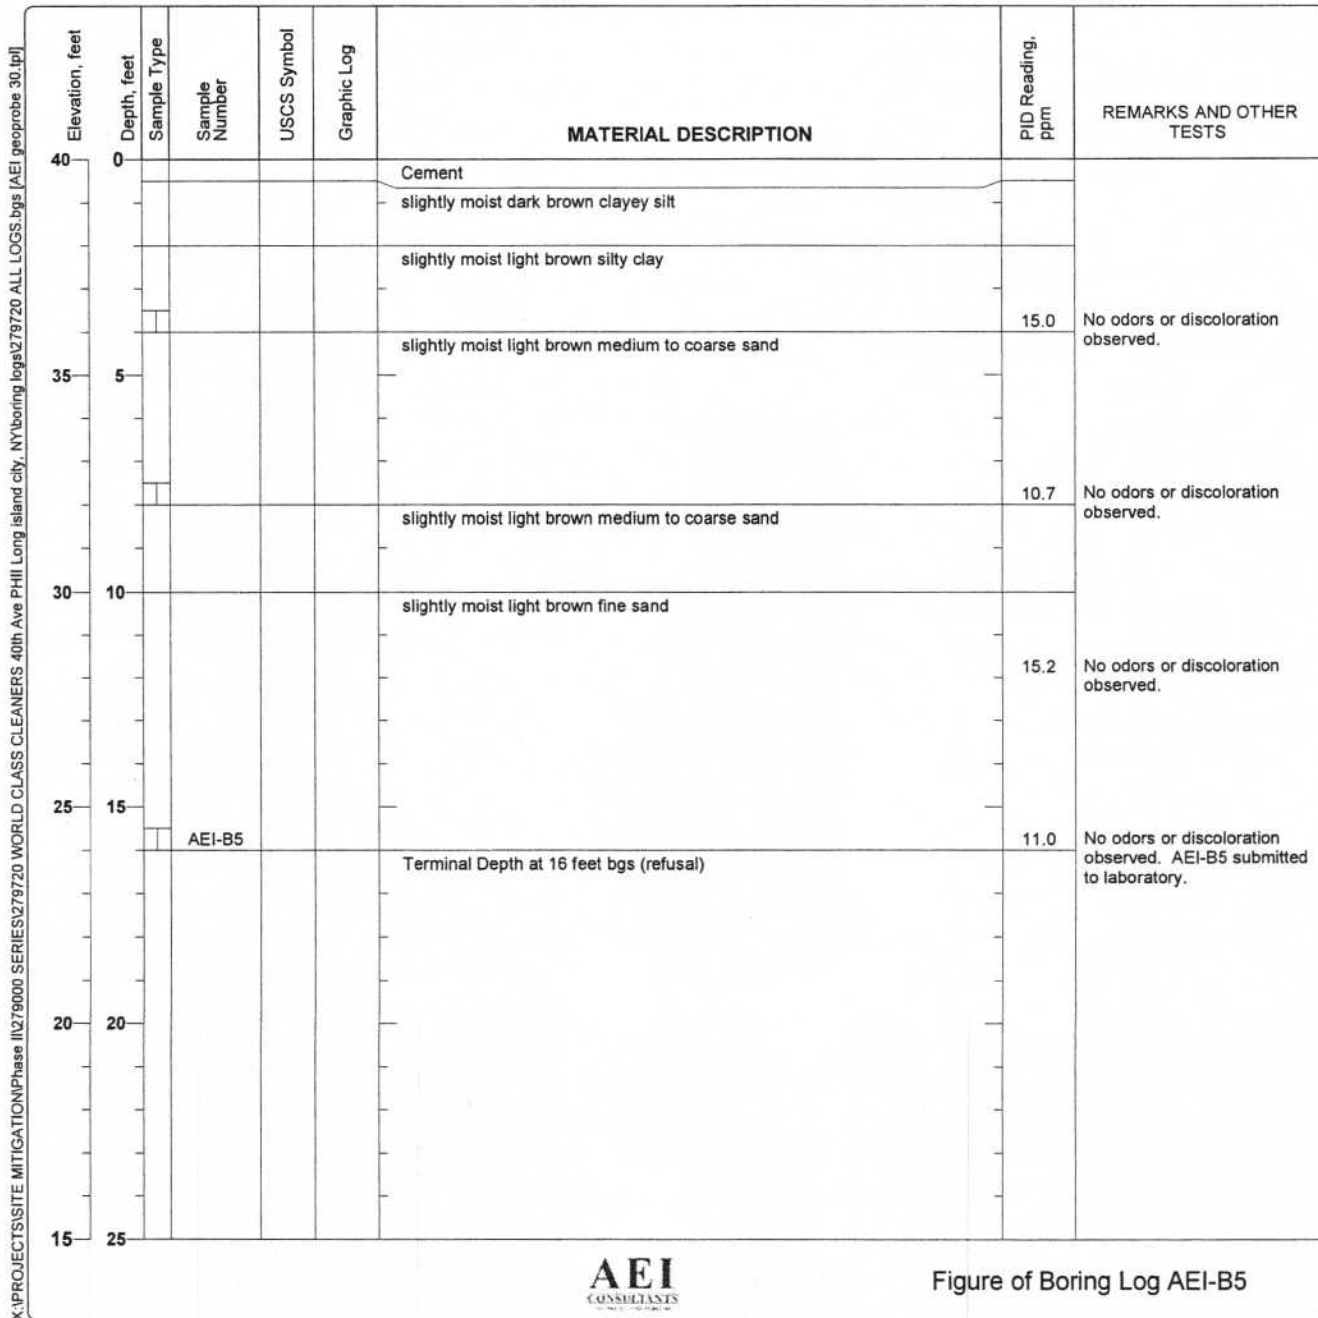 X:\PROJECTS\SITE MITIGATION\Phase II\279000 SERIES\279720 WORLD CLASS CLEANERS 40th Ave PHII Long island city, NY\boring logs\279720 ALL LOGS.bgs [AEI geoprobe 30.tpl]
Elevation, feet
Depth, feet
Sample Type
Sample
Number
USCS Symbol
Graphic Log
MATERIAL DESCRIPTION
PID Reading,
ppm
REMARKS AND OTHER
TESTS
40 0
Cement
slightly moist dark brown clayey silt
slightly moist light brown silty clay
15.0 No odors or discoloration
observed.
slightly moist light brown medium to coarse sand
35 5
10.7 No odors or discoloration
observed.
slightly moist light brown medium to coarse sand
30 10
slightly moist light brown fine sand
15.2 No odors or discoloration
observed.
25 15
AEI-B5 11.0 No odors or discoloration
observed. AEI-B5 submitted
to laboratory.
Terminal Depth at 16 feet bgs (refusal)
20 20
15 25
AEI
CONSULTANTS
Figure of Boring Log AEI-B5